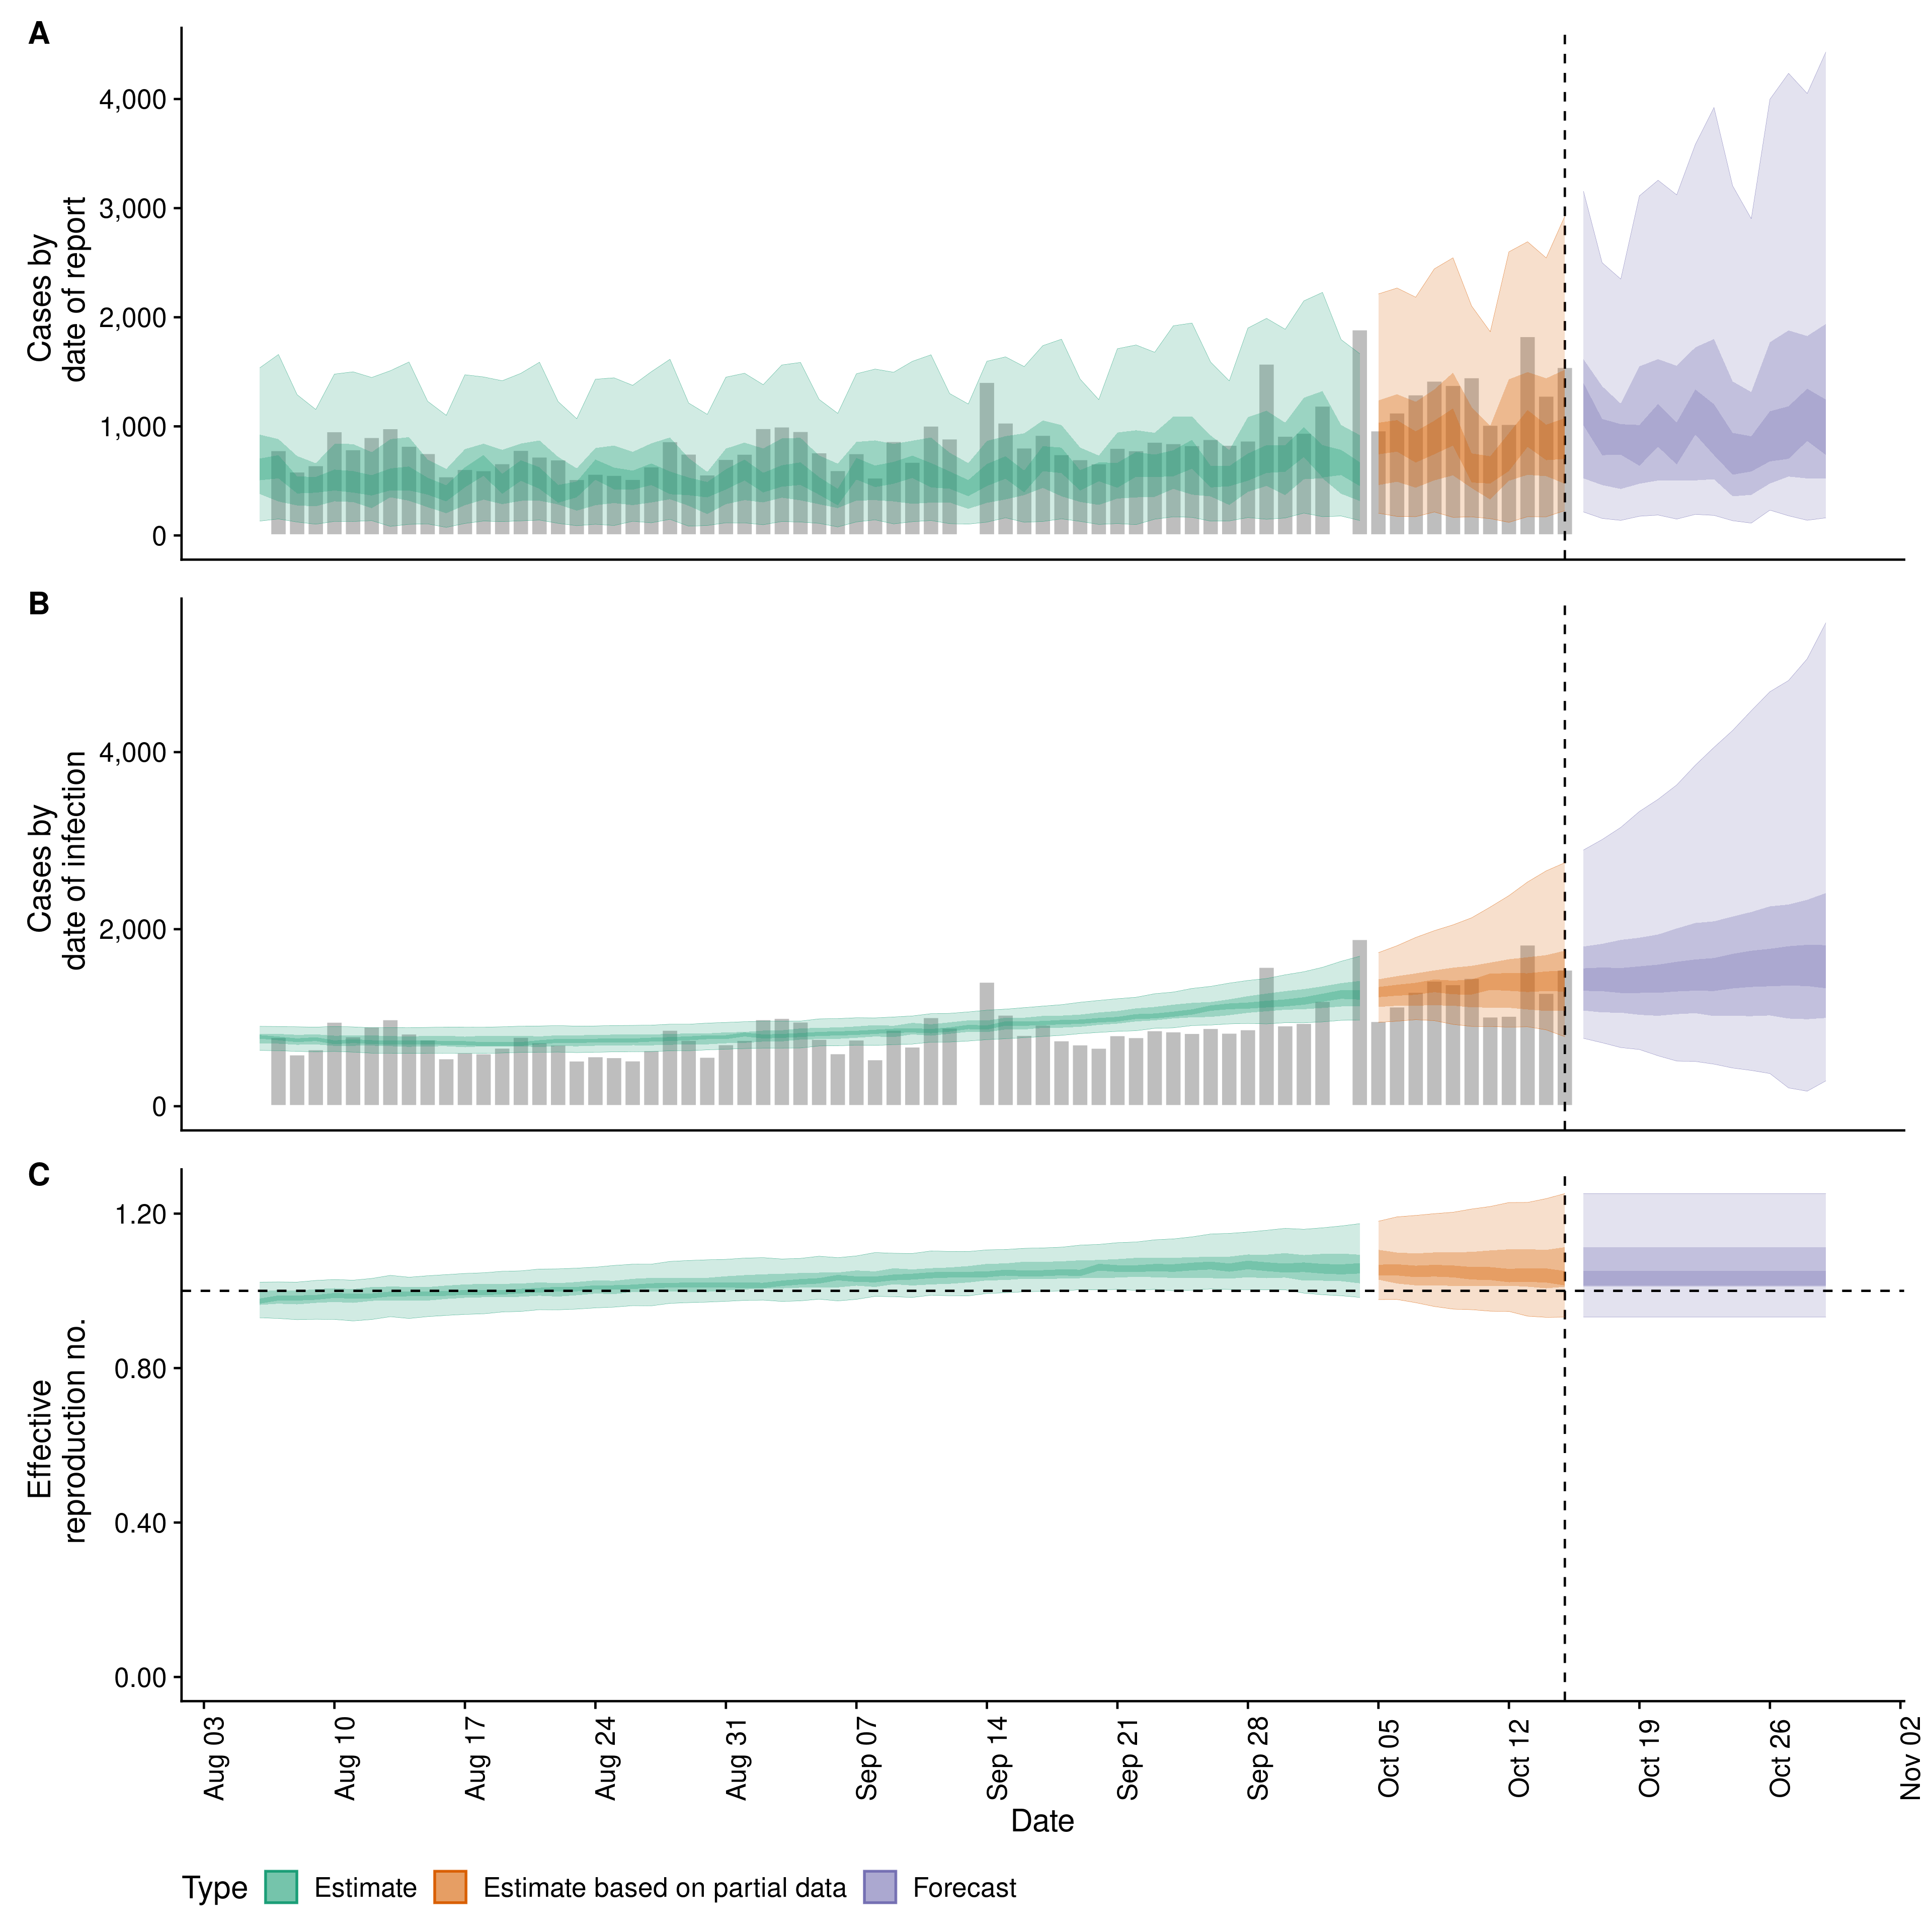 A
Cases by
date of report
4,000
3,000
2,000
1,000
0
B
Cases by
date of infection
4,000
2,000
0
C
Effective
reproduction no.
1.20
0.80
0.40
0.00
Aug 03
Aug 10
Aug 17
Aug 24
Aug 31
Sep 07
Sep 14
Sep 21
Sep 28
Oct 05
Oct 12
Oct 19
Oct 26
Nov 02
Date
Type Estimate Estimate based on partial data Forecast